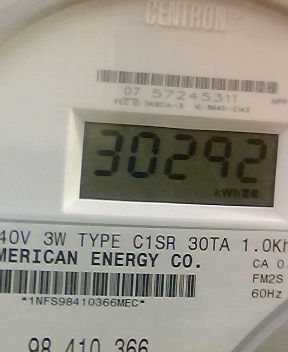 CENTRON®
07 57245311
30292
kWh
40V 3W TYPE C1SR 30TA 1.0Kh
MERICAN ENERGY CO.
CA 0
FM2S
60Hz
*1NFS98410366MEC*
98 410 366